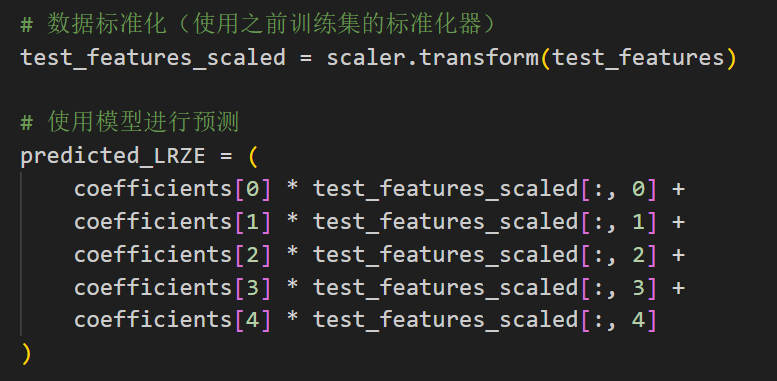 # 数据标准化（使用之前训练集的标准化器）
test_features_scaled = scaler.transform(test_features)
# 使用模型进行预测
predicted_LRZE = (
    coefficients[0] * test_features_scaled[:, 0] +
    coefficients[1] * test_features_scaled[:, 1] +
    coefficients[2] * test_features_scaled[:, 2] +
    coefficients[3] * test_features_scaled[:, 3] +
    coefficients[4] * test_features_scaled[:, 4]
)